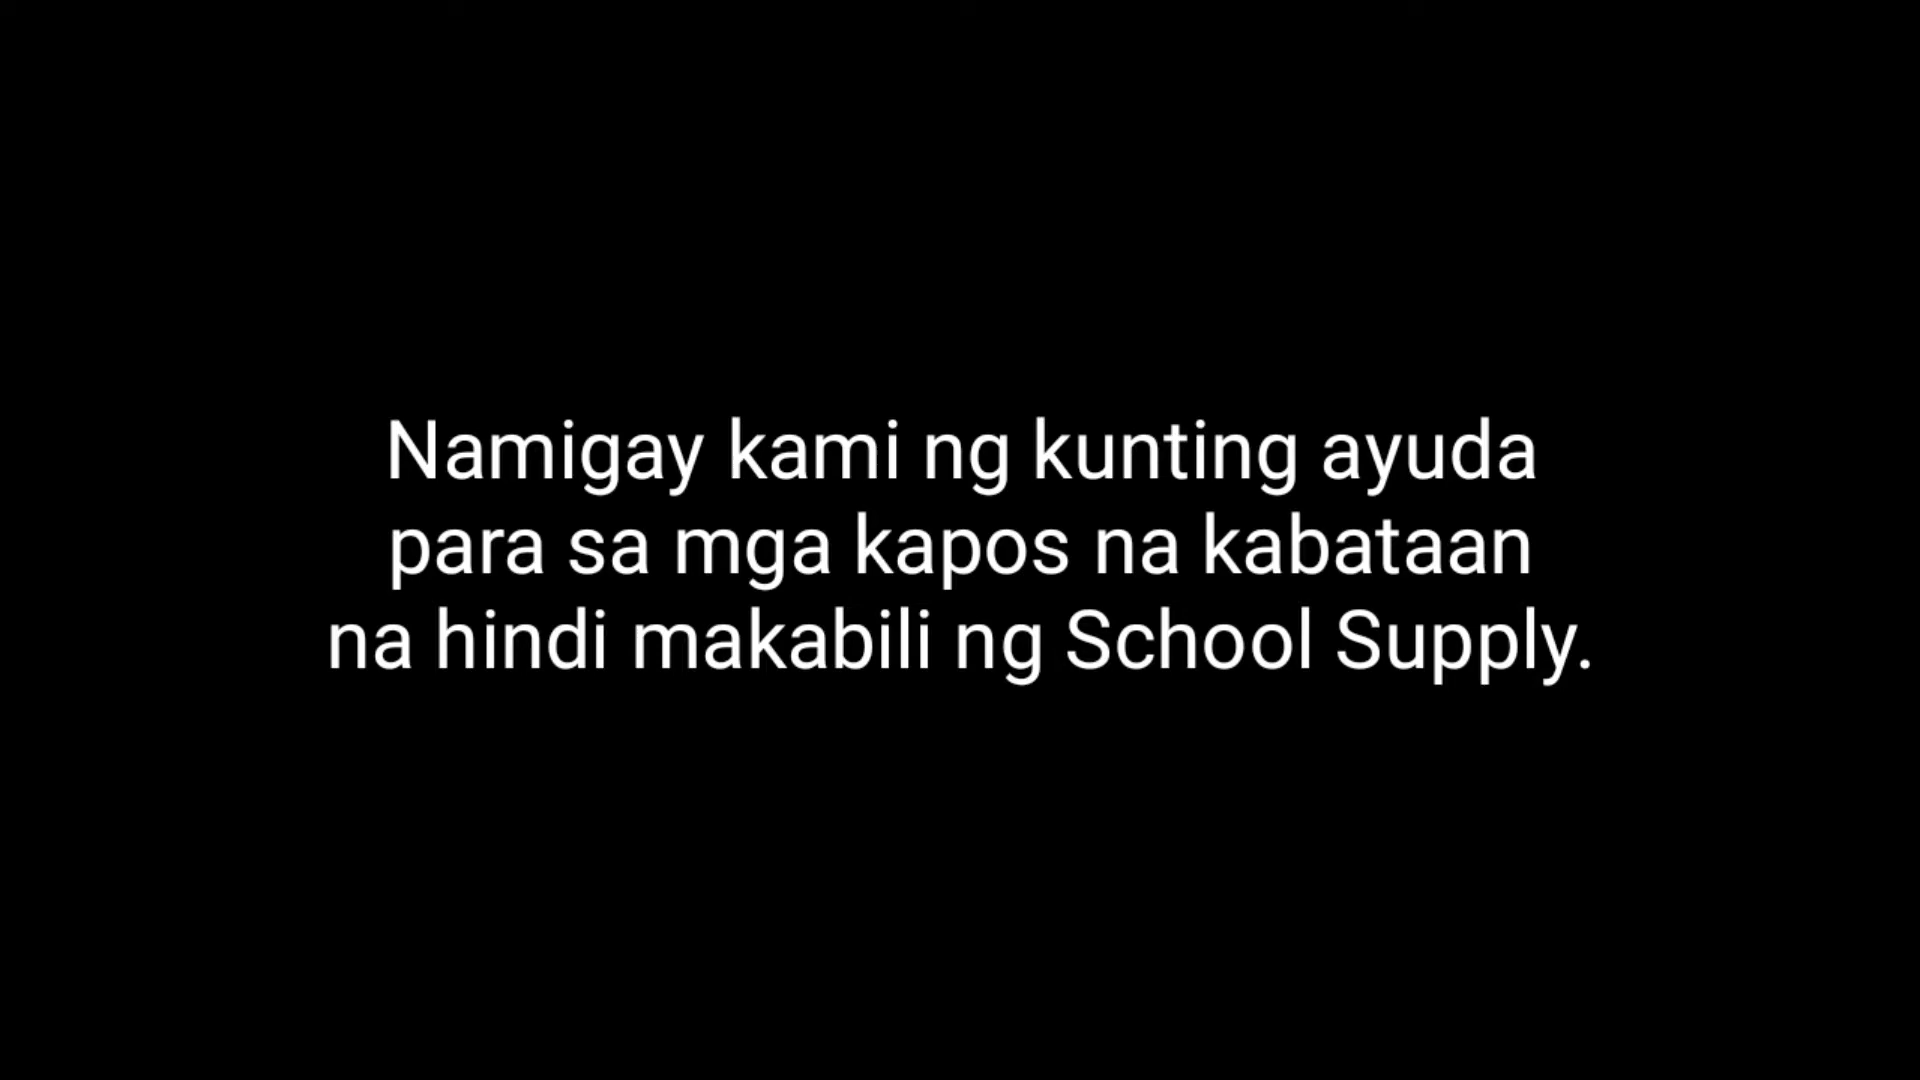 Namigay kami ng kunting ayuda
para sa mga kapos na kabataan
na hindi makabili ng School Supply.